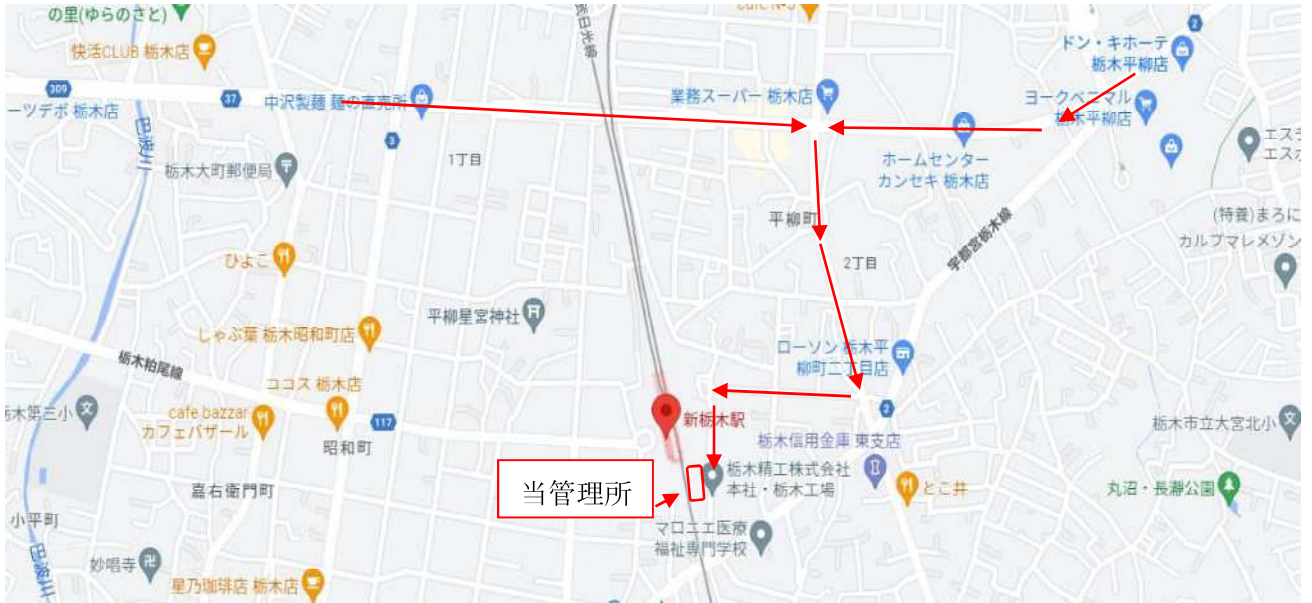 の里(ゆらのさと)
快活CLUB 栃木店
309
ーツデポ 栃木店
巴波川
37
中沢製麺 麺の直売所
3
栃木大町郵便局
1丁目
業務スーパー 栃木店
2
ドン・キホーテ
栃木平柳店
ヨークベニマル
栃木平柳店
ホームセンター
カンセキ 栃木店
平柳町
2丁目
宇都宮栃木線
(特養)まろに
カルプマレメゾン
ひよこ
しゃぶ葉 栃木昭和町店
平柳星宮神社
栃木粕尾線
ココス 栃木店
cafe bazzar
カフェバザール
117
昭和町
木第三小
嘉右衛門町
小平町
妙唱寺
卍
巴波川
星乃珈琲店 栃木店
ローソン 栃木平
柳町二丁目店
2
新栃木駅
栃木信用金庫 東支店
当管理所
栃木精工株式会社
本社・栃木工場
とこ井
マロニエ医療
福祉専門学校
栃木市立大宮北小
文
文
丸沼・長瀞公園